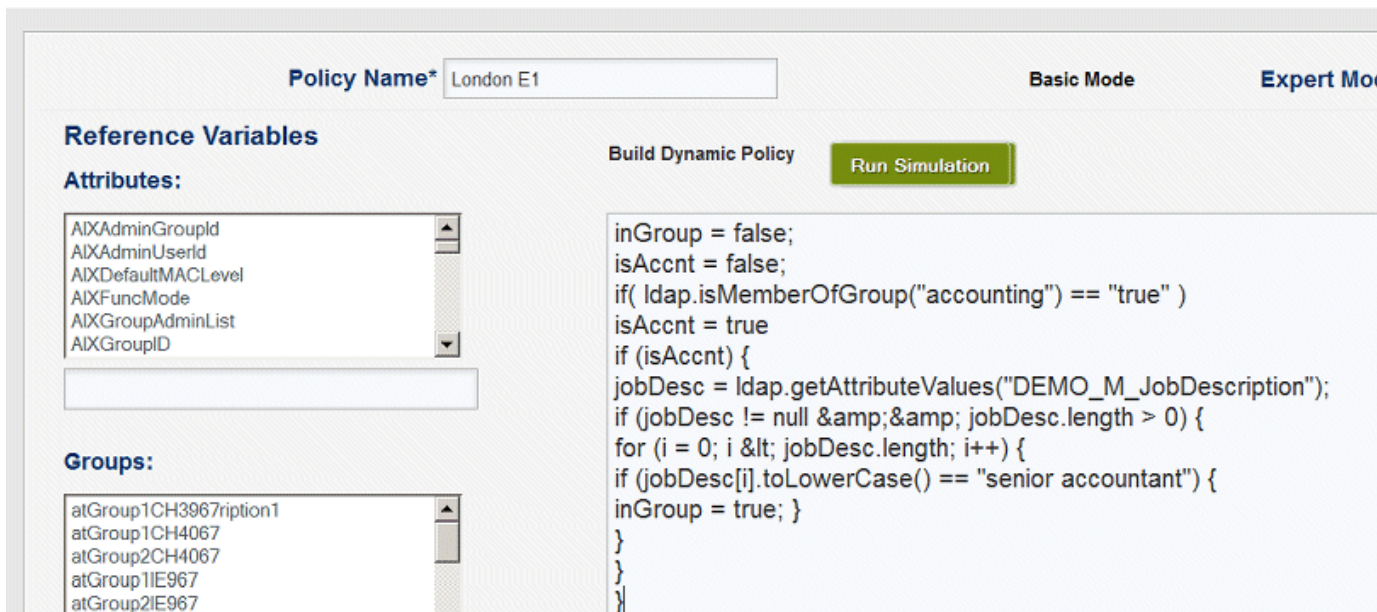 Policy Name* London E1 Basic Mode Expert Mo
Reference Variables
Build Dynamic Policy Run Simulation
Attributes:
AIXAdminGroupId
AIXAdminUserId
AIXDefaultMACLevel
AIXFuncMode
AIXGroupAdminList
AIXGroupID
inGroup = false;
isAccnt = false;
if( ldap.isMemberOfGroup("accounting") == "true" )
isAccnt = true
if (isAccnt) {
jobDesc = ldap.getAttributeValues("DEMO_M_JobDescription");
if (jobDesc != null &amp;&amp; jobDesc.length > 0) {
for (i = 0; i &lt; jobDesc.length; i++) {
if (jobDesc[i].toLowerCase() == "senior accountant") {
inGroup = true; }
}
}
}
Groups:
atGroup1CH3967ription1
atGroup1CH4067
atGroup2CH4067
atGroup1IE967
atGroup2IE967